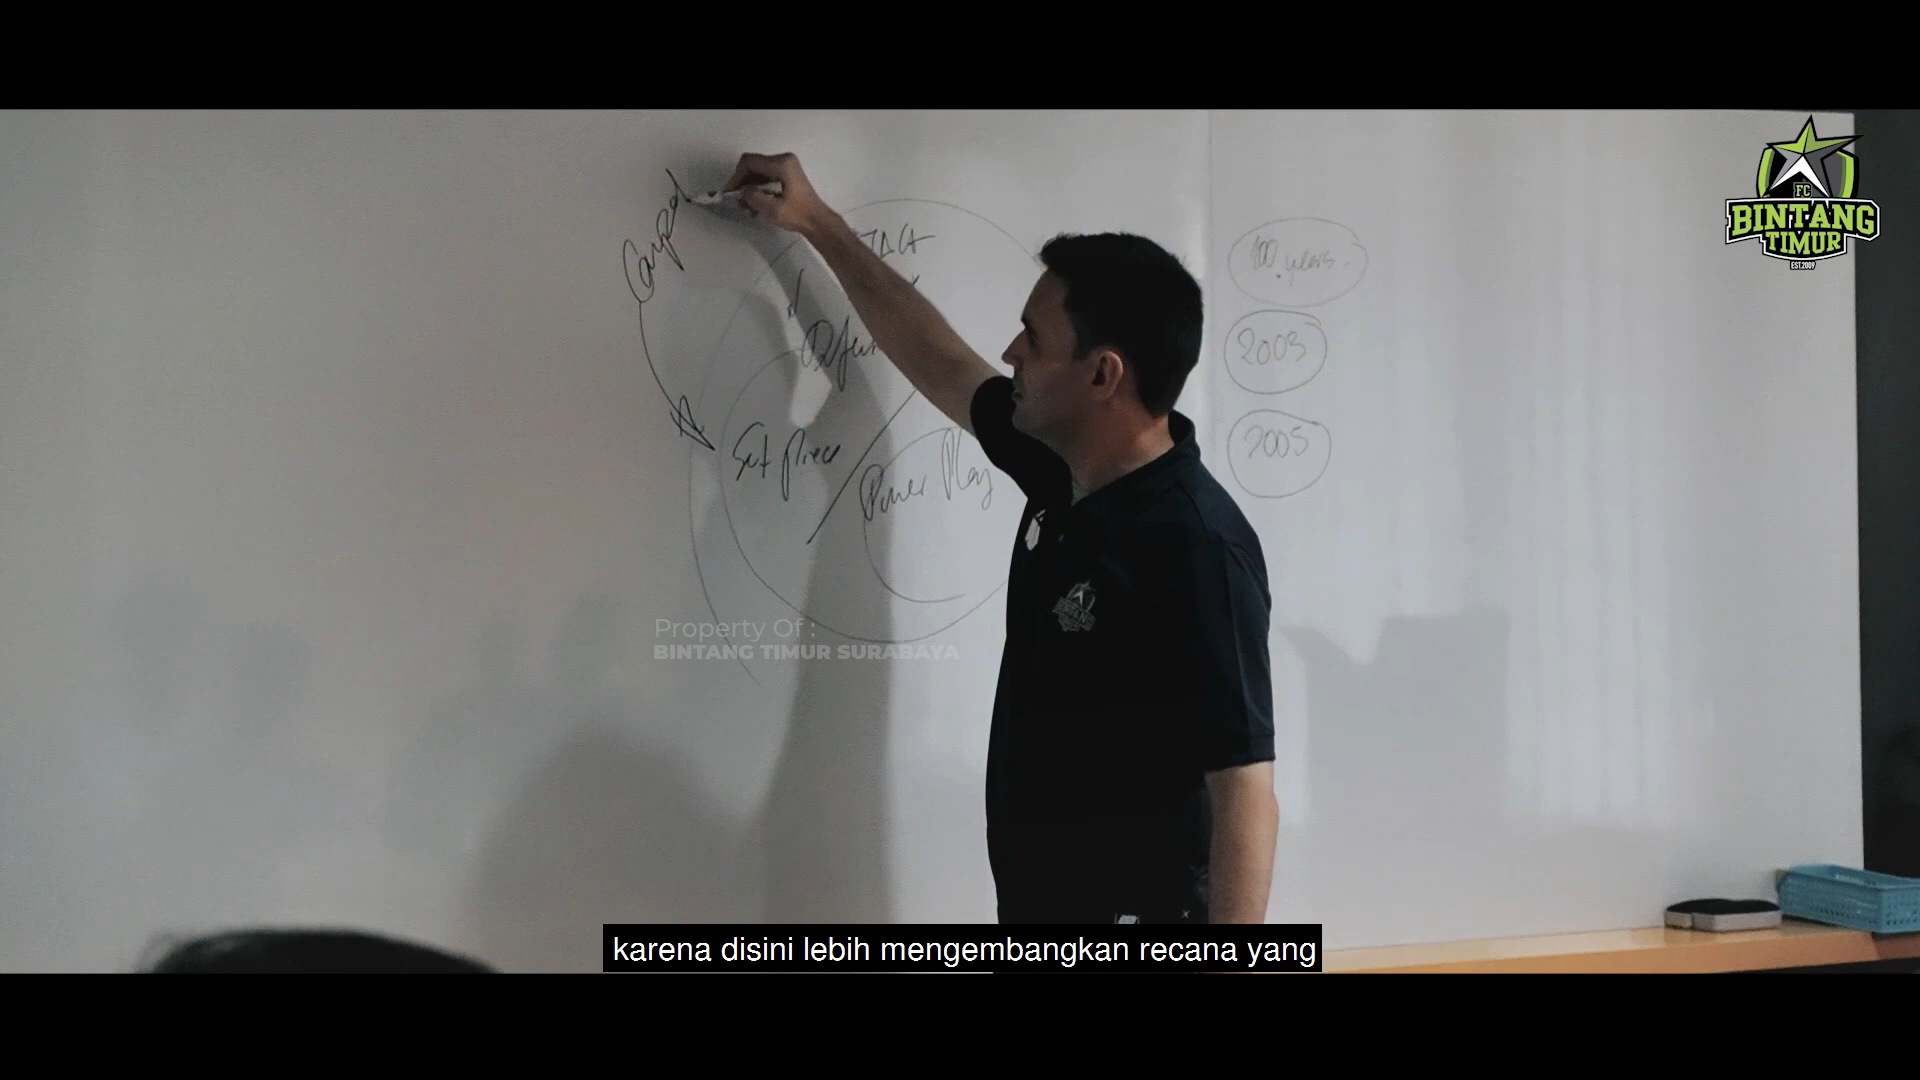 FC
BINTANG
TIMUR
EST.2009
100 years
2003
2005
Set Piece
Power Play
Property Of :
BINTANG TIMUR SURABAYA
karena disini lebih mengembangkan recana yang